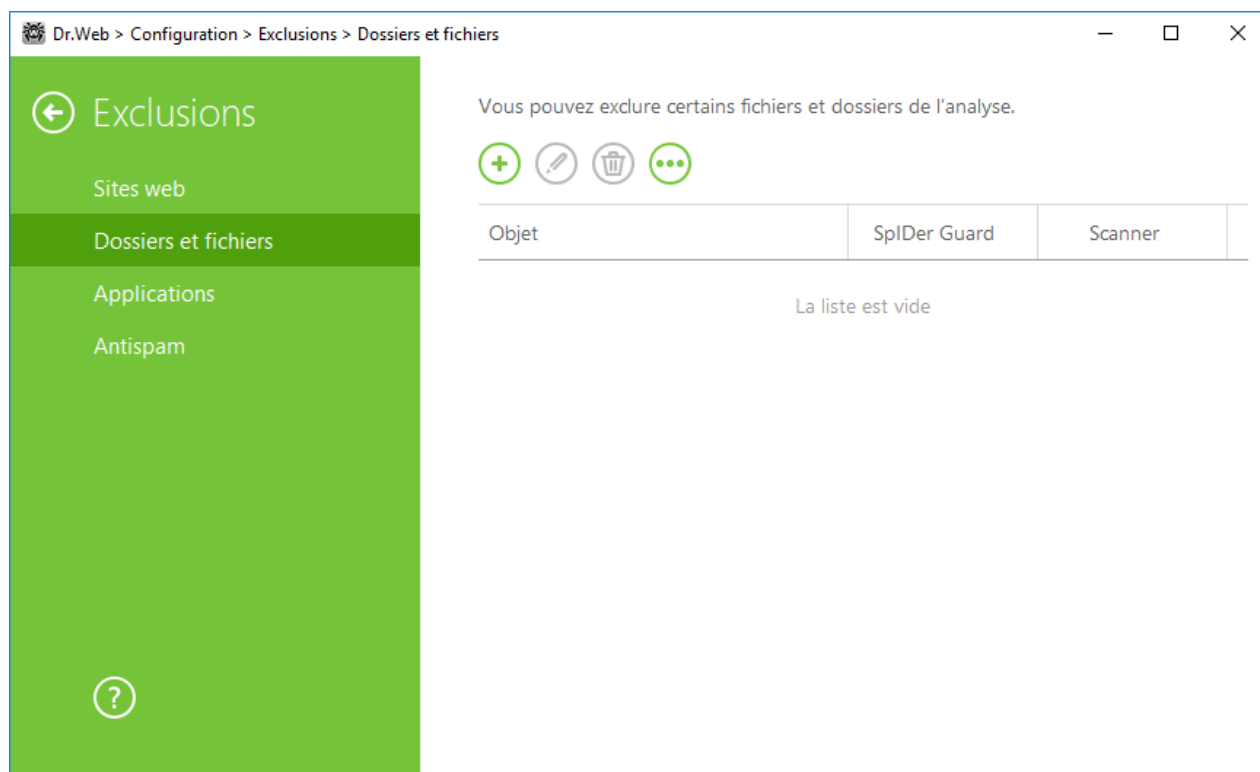 Dr.Web > Configuration > Exclusions > Dossiers et fichiers
Exclusions
Sites web
Dossiers et fichiers
Applications
Antispam
?
Vous pouvez exclure certains fichiers et dossiers de l'analyse.
Objet
SpIDer Guard
Scanner
La liste est vide